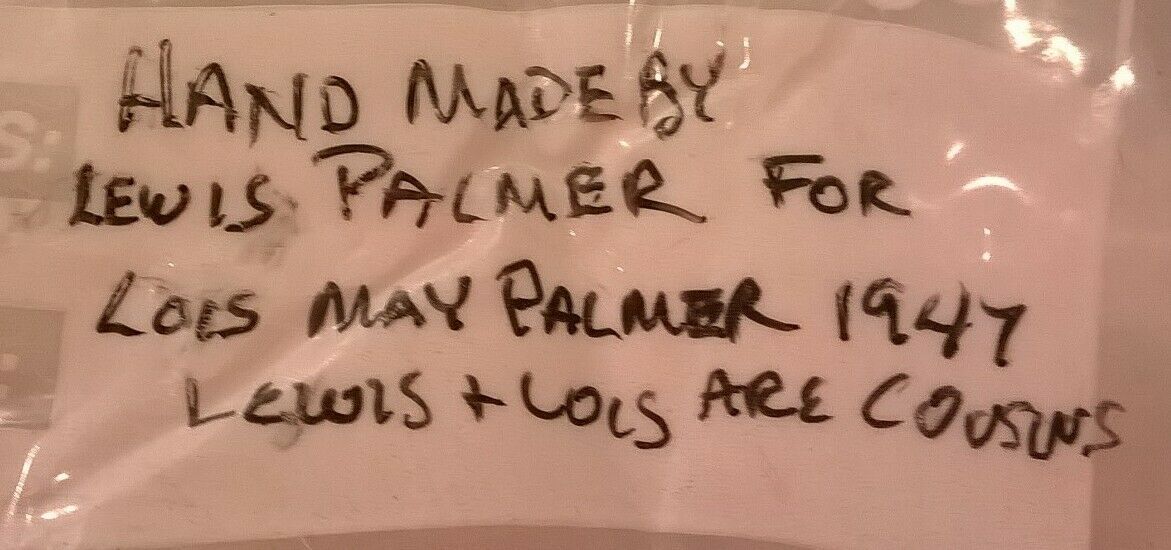 HAND MADE BY
LEWIS PALMER FOR
LOIS MAY PALMER 1947
LEWIS + LOIS ARE COUSINS